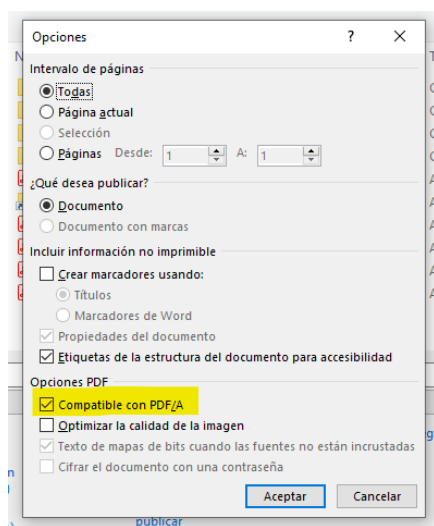 Opciones ? X
Intervalo de páginas
Todas
Página actual
Selección
Páginas Desde: 1 A: 1
¿Qué desea publicar?
Documento
Documento con marcas
Incluir información no imprimible
Crear marcadores usando:
Títulos
Marcadores de Word
Propiedades del documento
Etiquetas de la estructura del documento para accesibilidad
Opciones PDF
Compatible con PDF/A
Optimizar la calidad de la imagen
Texto de mapas de bits cuando las fuentes no están incrustadas
Cifrar el documento con una contraseña
Aceptar Cancelar
publicar